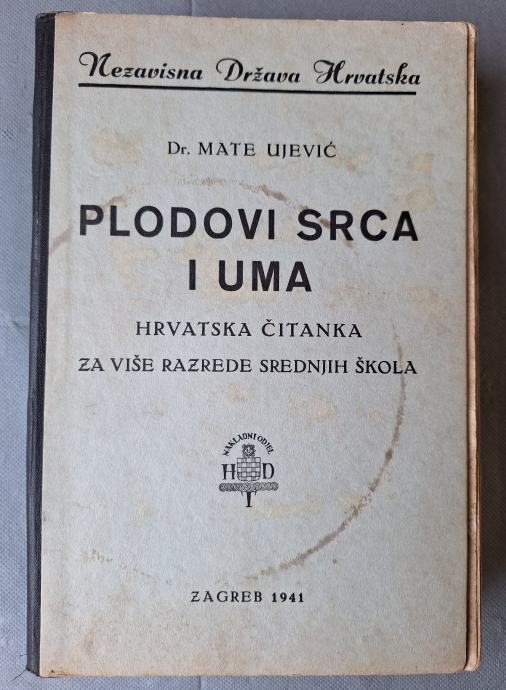 Nezavisna Država Hrvatska
Dr. MATE UJEVIĆ
PLODOVI SRCA
I UMA
HRVATSKA ČITANKA
ZA VIŠE RAZREDE SREDNJIH ŠKOLA
NAKLADNI ODJEL
H D
T
ZAGREB 1941